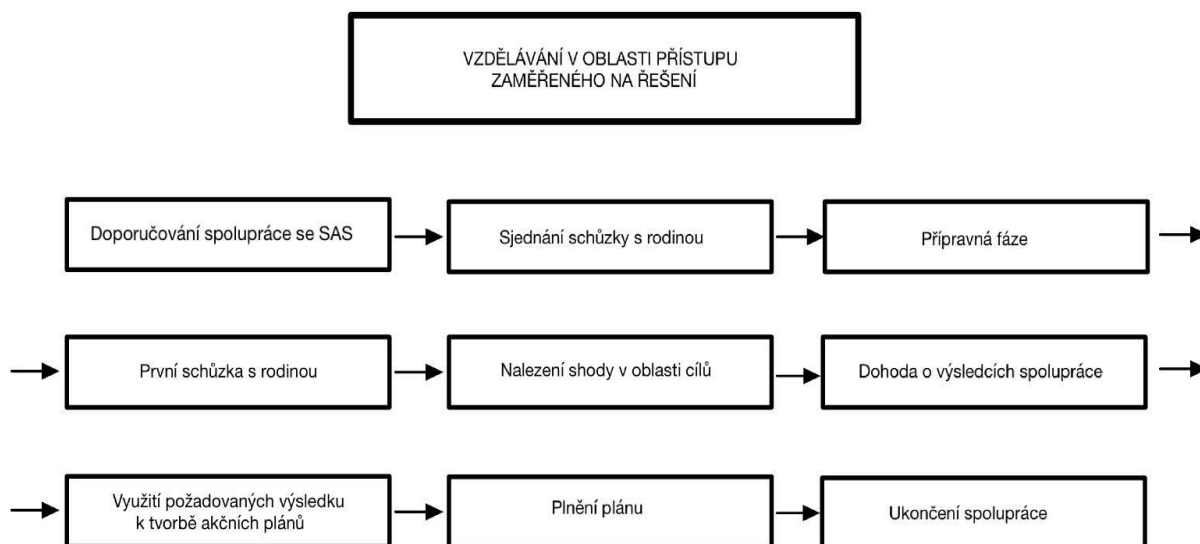 VZDĚLÁVÁNÍ V OBLASTI PŘÍSTUPU
ZAMĚŘENÉHO NA ŘEŠENÍ
Doporučování spolupráce se SAS
Sjednání schůzky s rodinou
Přípravná fáze
První schůzka s rodinou
Nalezení shody v oblasti cílů
Dohoda o výsledcích spolupráce
Využití požadovaných výsledku
k tvorbě akčních plánů
Plnění plánu
Ukončení spolupráce